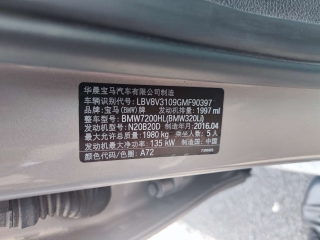 华晨宝马汽车有限公司制造
车辆识别代号: LBV8V3109GMF90397
品牌: 宝马(BMW)牌 发动机排量: 1997 ml
整车型号: BMW7200HL(BMW320Li)
发动机型号: N20B20D 制造年月: 2016.04
最大允许总质量: 1980 kg 乘坐人数: 5 人
发动机最大净功率: 135 kW 制造国: 中国
颜色代码/色圈: A72